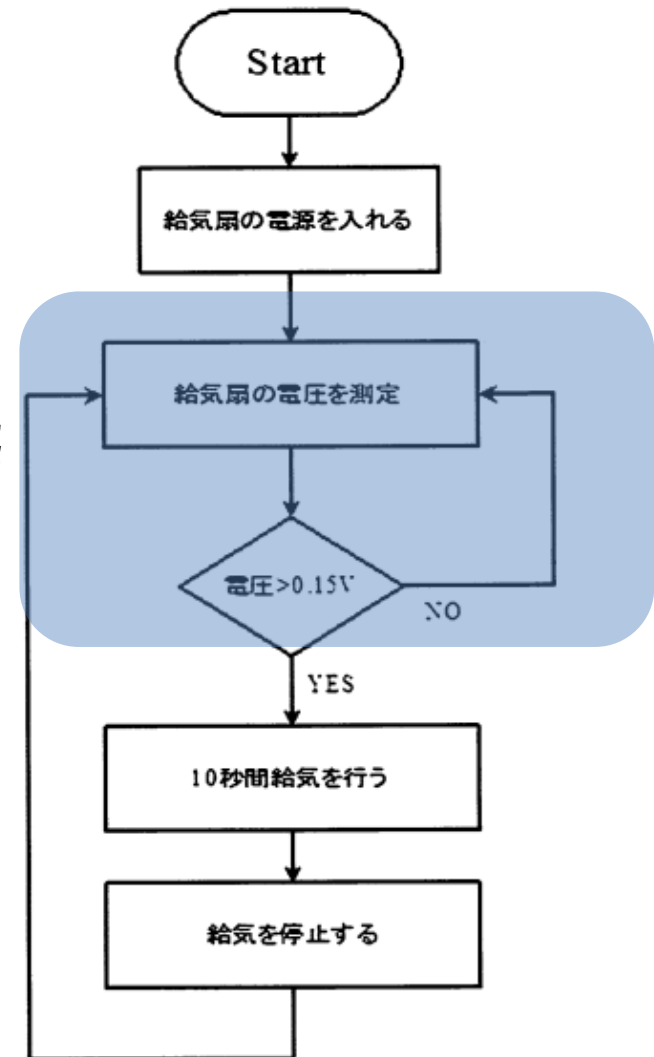 Start
給気扇の電源を入れる
給気扇の電圧を測定
電圧>0.15V
NO
YES
10秒間給気を行う
給気を停止する